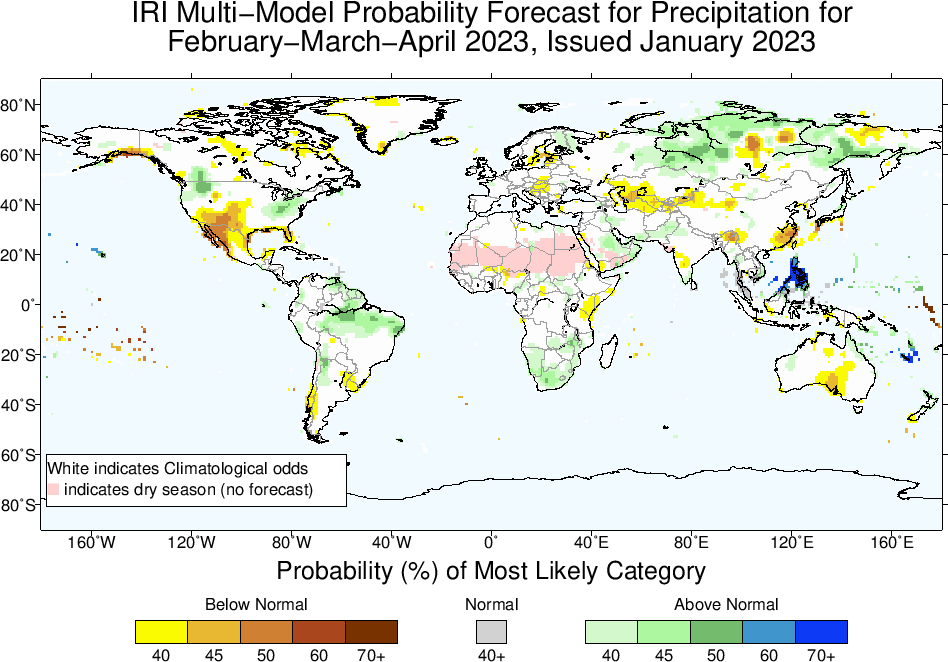 IRI Multi−Model Probability Forecast for Precipitation for
February−March−April 2023, Issued January 2023
80˚N
60˚N
40˚N
20˚N
0˚
20˚S
40˚S
60˚S
80˚S
White indicates Climatological odds
indicates dry season (no forecast)
160˚W 120˚W 80˚W 40˚W 0˚ 40˚E 80˚E 120˚E 160˚E
Probability (%) of Most Likely Category
Below Normal Normal Above Normal
40 45 50 60 70+ 40+ 40 45 50 60 70+